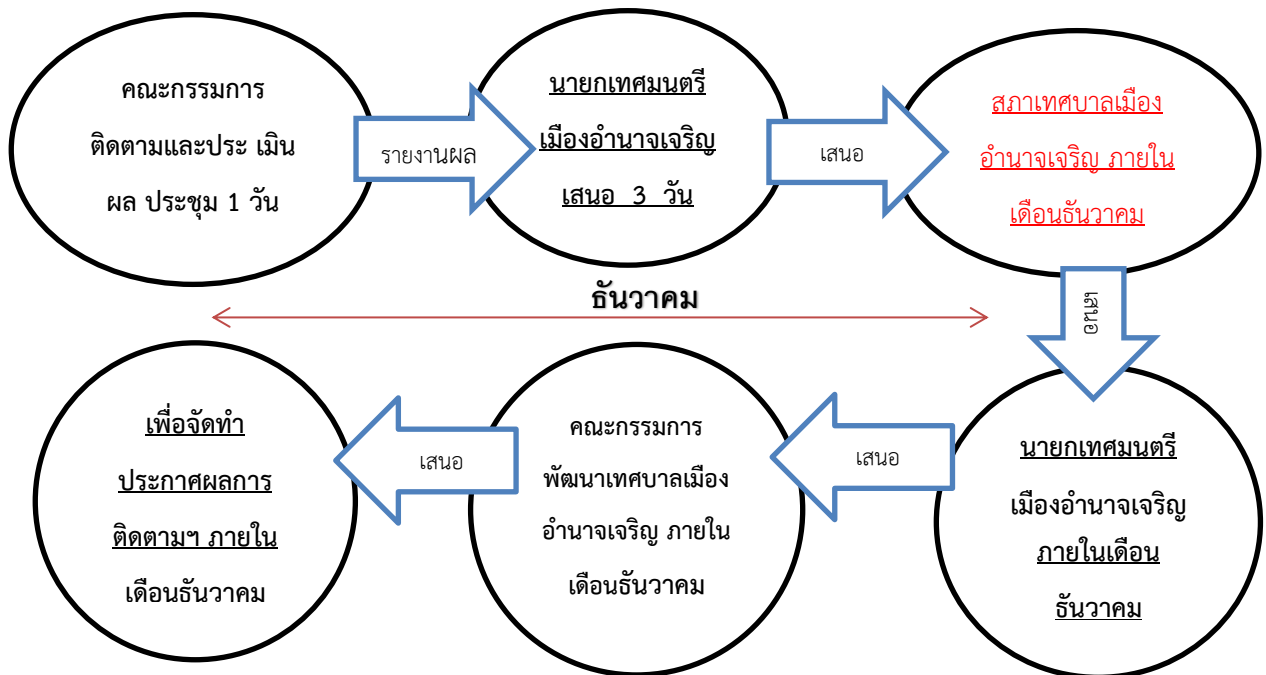 คณะกรรมการ
ติดตามและประ เมิน
ผล ประชุม 1 วัน
รายงานผล
นายกเทศมนตรี
เมืองอำนาจเจริญ
เสนอ 3 วัน
เสนอ
สภาเทศบาลเมือง
อำนาจเจริญ ภายใน
เดือนธันวาคม
ธันวาคม
เสนอ
นายกเทศมนตรี
เมืองอำนาจเจริญ
ภายในเดือน
ธันวาคม
เสนอ
คณะกรรมการ
พัฒนาเทศบาลเมือง
อำนาจเจริญ ภายใน
เดือนธันวาคม
เสนอ
เพื่อจัดทำ
ประกาศผลการ
ติดตามฯ ภายใน
เดือนธันวาคม